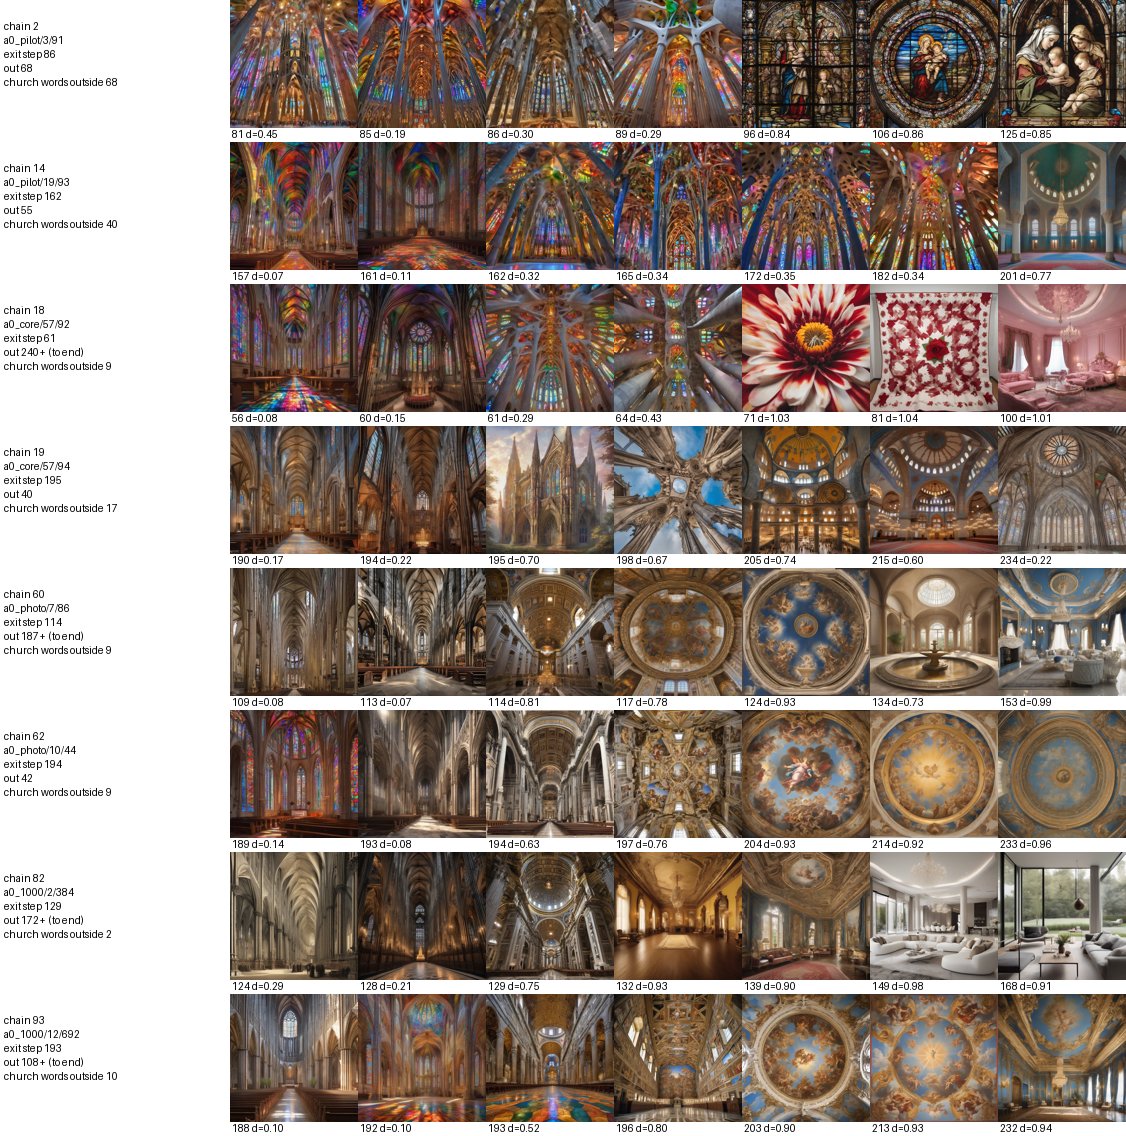 chain 2
a0_pilot/3/91
exit step 86
out 68
church words outside 68
81 d=0.45
85 d=0.19
86 d=0.30
89 d=0.29
96 d=0.84
106 d=0.86
125 d=0.85
chain 14
a0_pilot/19/93
exit step 162
out 55
church words outside 40
157 d=0.07
161 d=0.11
162 d=0.32
165 d=0.34
172 d=0.35
182 d=0.34
201 d=0.77
chain 18
a0_core/57/92
exit step 61
out 240+ (to end)
church words outside 9
56 d=0.08
60 d=0.15
61 d=0.29
64 d=0.43
71 d=1.03
81 d=1.04
100 d=1.01
chain 19
a0_core/57/94
exit step 195
out 40
church words outside 17
190 d=0.17
194 d=0.22
195 d=0.70
198 d=0.67
205 d=0.74
215 d=0.60
234 d=0.22
chain 60
a0_photo/7/86
exit step 114
out 187+ (to end)
church words outside 9
109 d=0.08
113 d=0.07
114 d=0.81
117 d=0.78
124 d=0.93
134 d=0.73
153 d=0.99
chain 62
a0_photo/10/44
exit step 194
out 42
church words outside 9
189 d=0.14
193 d=0.08
194 d=0.63
197 d=0.76
204 d=0.93
214 d=0.92
233 d=0.96
chain 82
a0_1000/2/384
exit step 129
out 172+ (to end)
church words outside 2
124 d=0.29
128 d=0.21
129 d=0.75
132 d=0.93
139 d=0.90
149 d=0.98
168 d=0.91
chain 93
a0_1000/12/692
exit step 193
out 108+ (to end)
church words outside 10
188 d=0.10
192 d=0.10
193 d=0.52
196 d=0.80
203 d=0.90
213 d=0.93
232 d=0.94